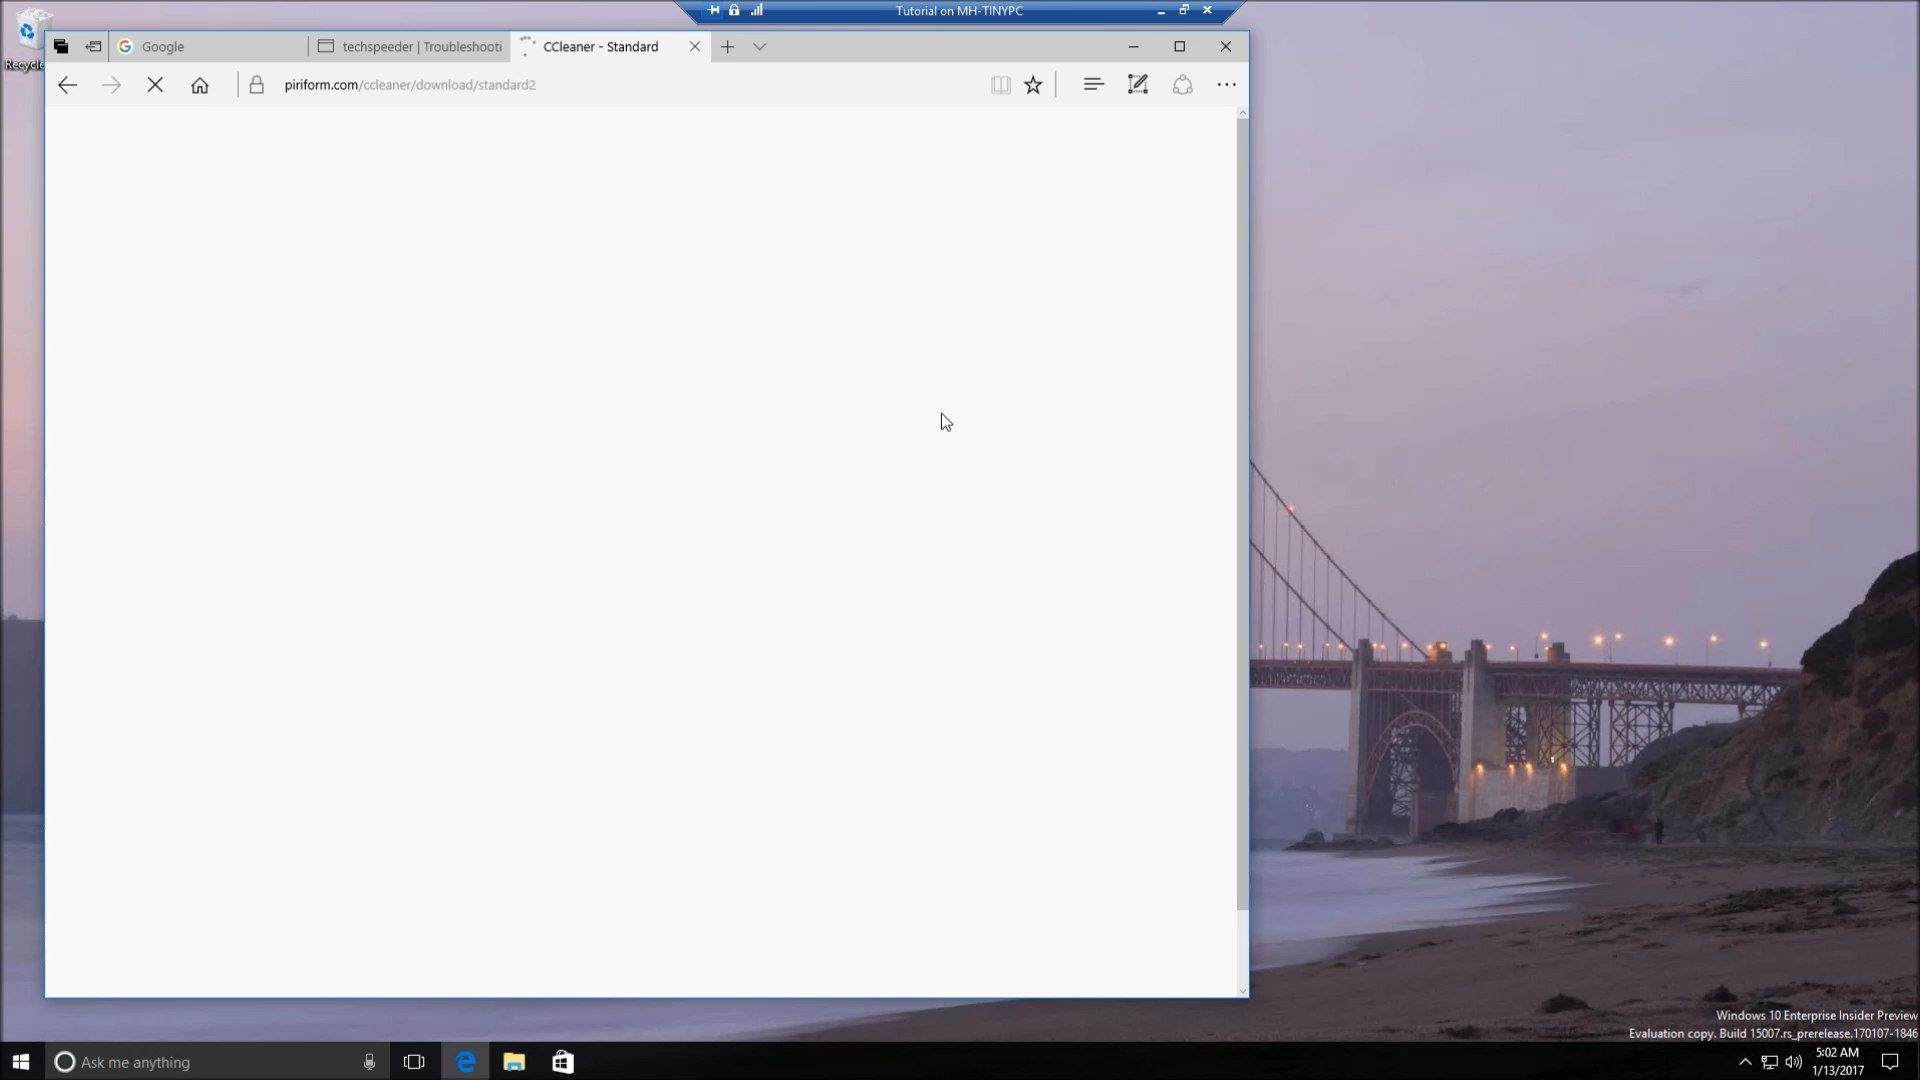 Tutorial on MH-TINYPC
Recycle
Google
techspeeder | Troubleshooti
CCleaner - Standard
piriform.com/ccleaner/download/standard2
Windows 10 Enterprise Insider Preview
Evaluation copy. Build 15007.rs_prerelease.170107-1846
Ask me anything
5:02 AM
1/13/2017